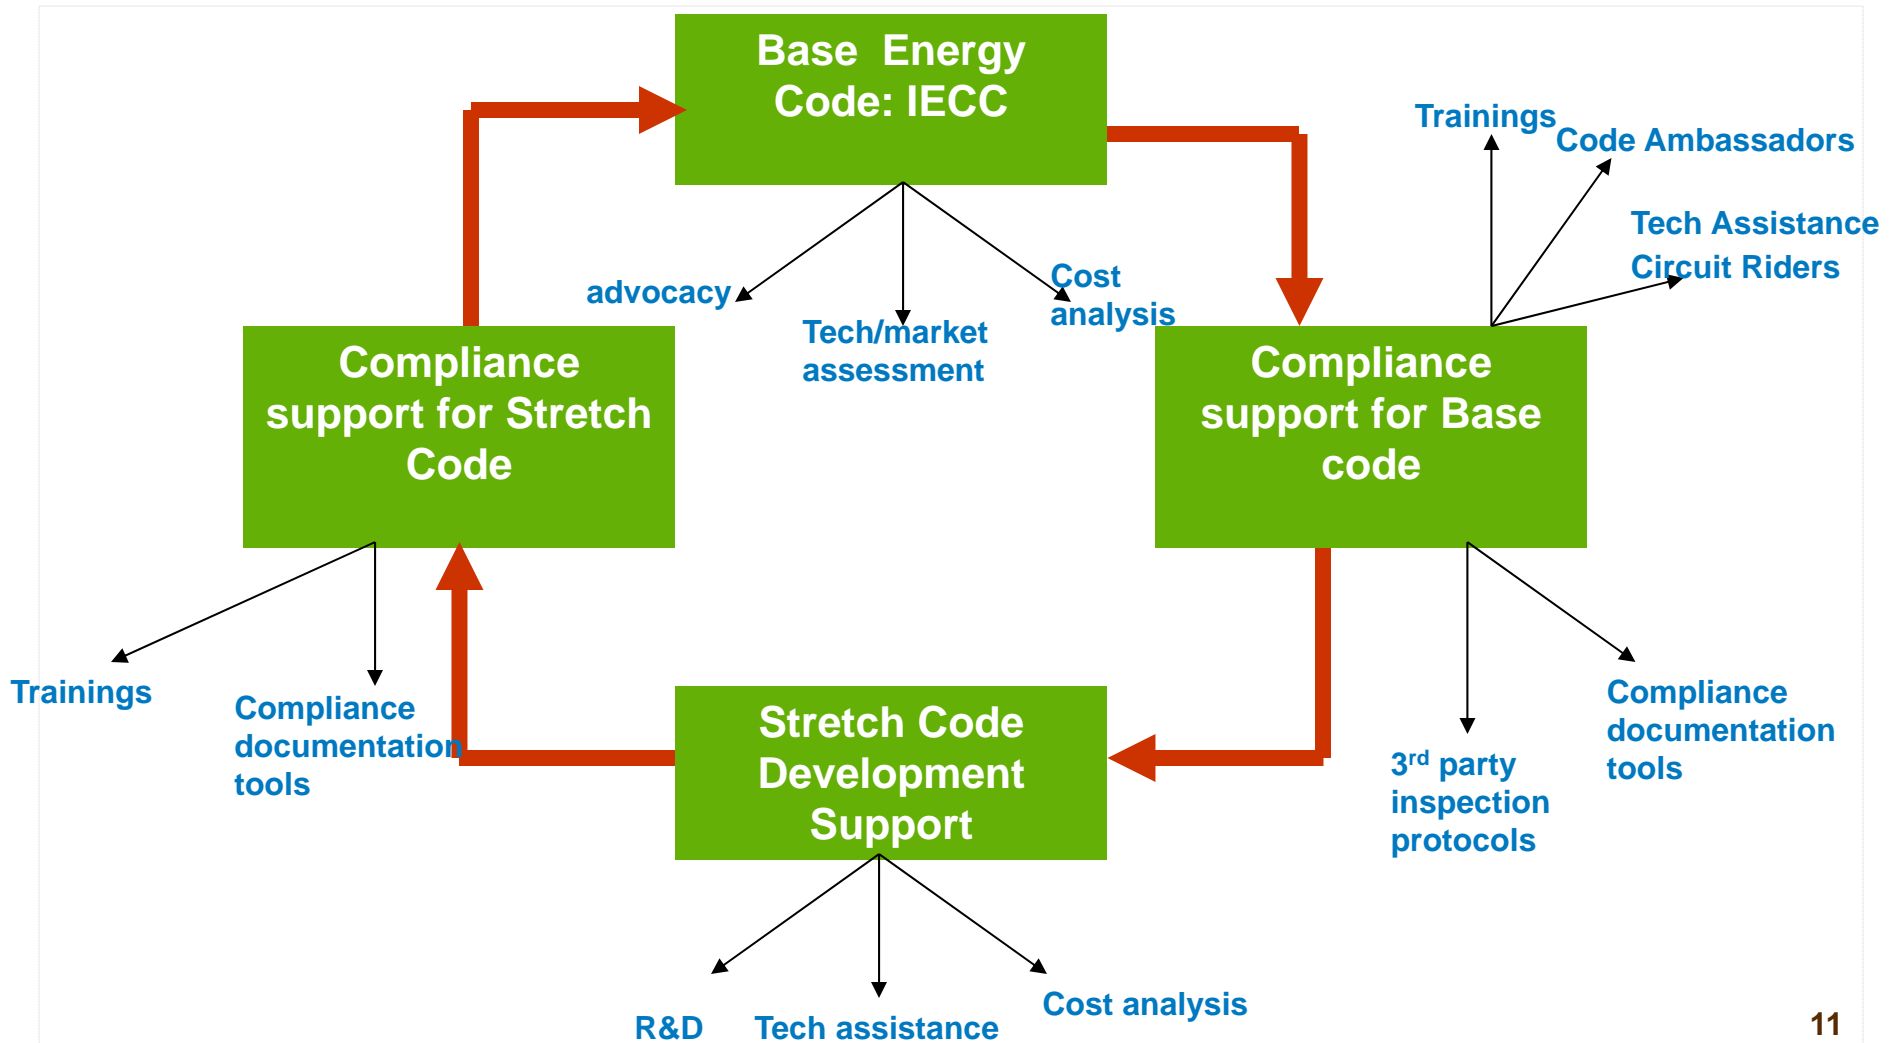 Base Energy
Code: IECC
Trainings
Code Ambassadors
Tech Assistance
Circuit Riders
advocacy
Tech/market
assessment
Cost
analysis
Compliance
support for Stretch
Code
Compliance
support for Base
code
Trainings
Compliance
documentation
tools
Stretch Code
Development
Support
3rd party
inspection
protocols
Compliance
documentation
tools
R&D
Tech assistance
Cost analysis
11